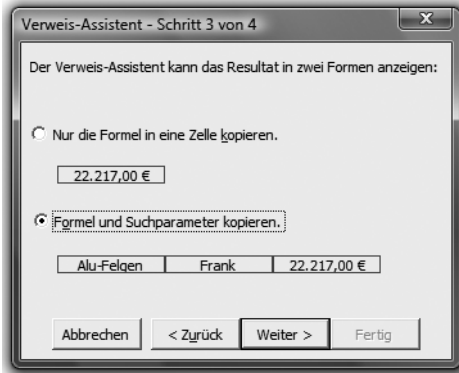 Verweis-Assistent - Schritt 3 von 4
Der Verweis-Assistent kann das Resultat in zwei Formen anzeigen:
Nur die Formel in eine Zelle kopieren.
22.217,00 €
Formel und Suchparameter kopieren.
Alu-Felgen Frank 22.217,00 €
Abbrechen < Zurück Weiter > Fertig